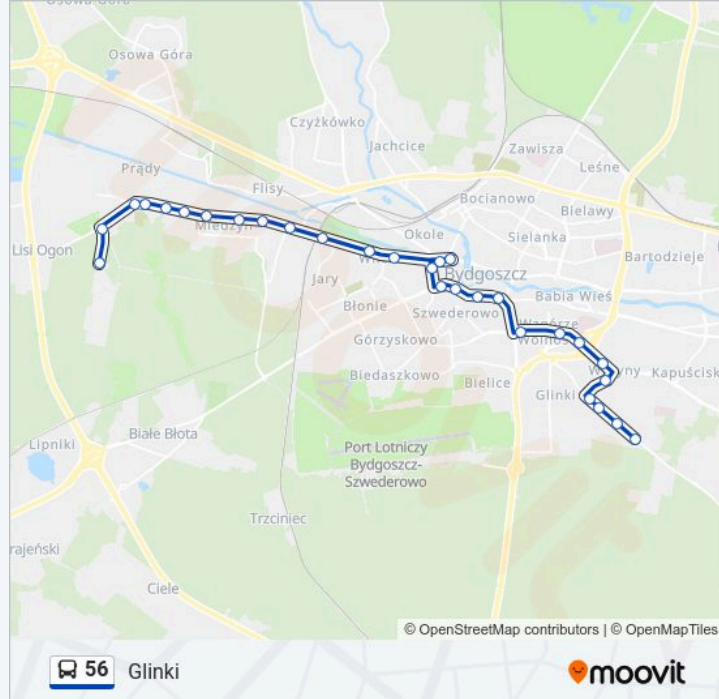 Osowa Góra
Osowa Góra
Czyżkówko
Zawisza
Jachcice
Leśne
Prądy
Flisy
Bocianowo
Bielawy
Miedzyń
Okole
Sielanka
Lisi Ogon
Bartodzieje
Bydgoszcz
Jary
Babia Wieś
Błonie
Szwederowo
Wzgórze
Wolności
Górzyskowo
Biedaszkowo
Bielice
Wyżyny
Kapuścisk
Glinki
Białe Błota
Lipniki
Port Lotniczy
Bydgoszcz-
Szwederowo
Trzciniec
rajeński
Ciele
© OpenStreetMap contributors | © OpenMapTiles
56 Glinki
moovit